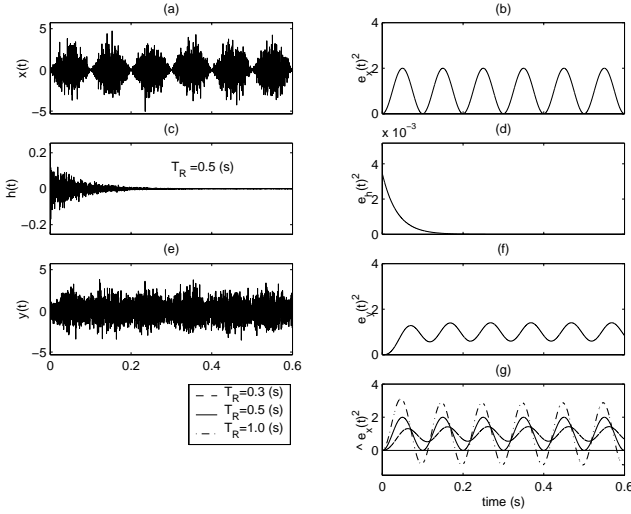 (a)
5
0
−5
x(t)
(b)
4
2
0
e_x(t)^2
(c)
0.2
0
−0.2
h(t)
T_R =0.5 (s)
x 10^−3
(d)
4
2
0
e_h(t)^2
(e)
5
0
−5
y(t)
0 0.2 0.4 0.6
(f)
4
2
0
e_y(t)^2
T_R=0.3 (s)
T_R=0.5 (s)
T_R=1.0 (s)
(g)
4
2
0
^ e_x(t)^2
0 0.2 0.4 0.6
time (s)